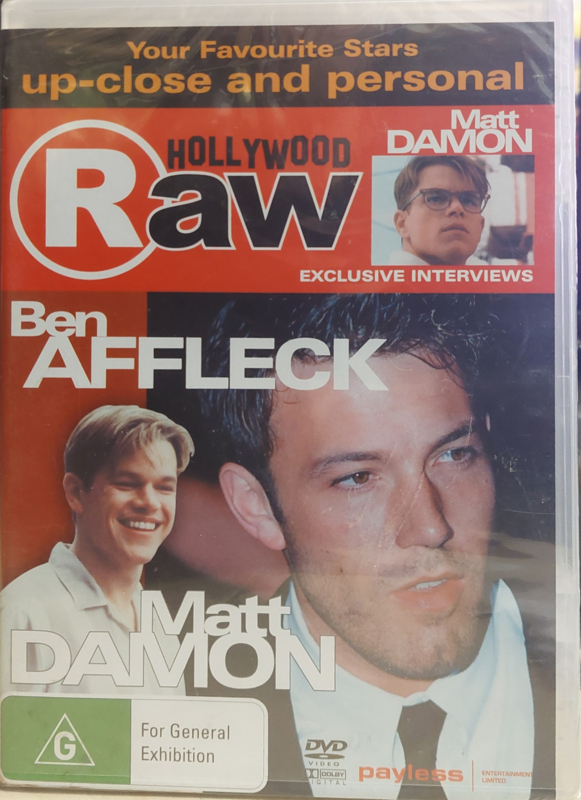 Your Favourite Stars
up-close and personal
Matt
DAMON
HOLLYWOOD
Raw
EXCLUSIVE INTERVIEWS
Ben
AFFLECK
Matt
DAMON
G
For General
Exhibition
DVD
VIDEO
DOLBY
DIGITAL
payless
ENTERTAINMENT
LIMITED